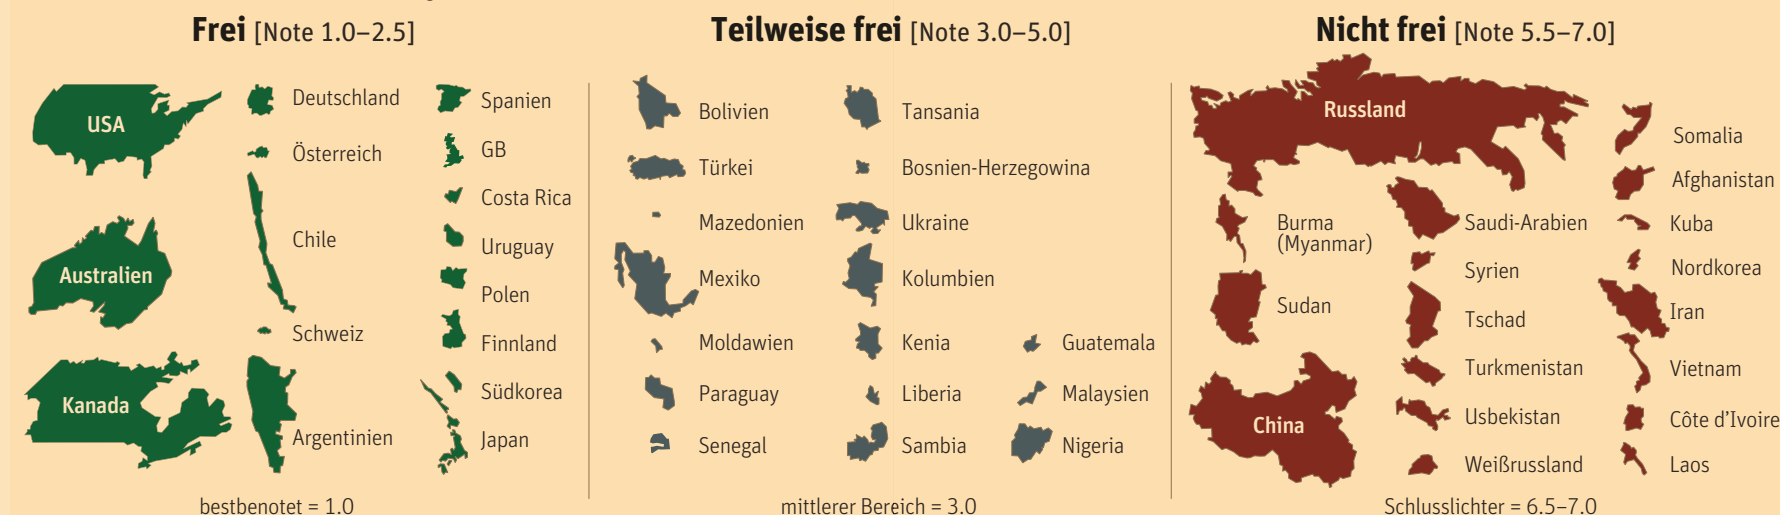 Frei [Note 1.0–2.5]
USA
Australien
Kanada
Deutschland
Österreich
Chile
Schweiz
Argentinien
Spanien
GB
Costa Rica
Uruguay
Polen
Finnland
Südkorea
Japan
bestbenotet = 1.0
Teilweise frei [Note 3.0–5.0]
Bolivien
Türkei
Mazedonien
Mexiko
Moldawien
Paraguay
Senegal
Tansania
Bosnien-Herzegowina
Ukraine
Kolumbien
Kenia
Liberia
Sambia
Guatemala
Malaysien
Nigeria
mittlerer Bereich = 3.0
Nicht frei [Note 5.5–7.0]
Russland
Burma
(Myanmar)
Sudan
China
Saudi-Arabien
Syrien
Tschad
Turkmenistan
Usbekistan
Weißrussland
Somalia
Afghanistan
Kuba
Nordkorea
Iran
Vietnam
Côte d'Ivoire
Laos
Schlusslichter = 6.5–7.0